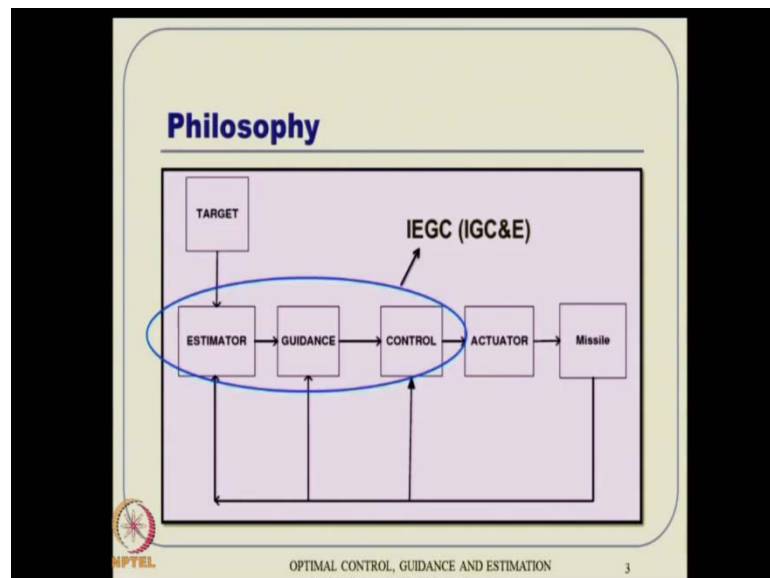 Philosophy
TARGET
IEGC (IGC&E)
ESTIMATOR
GUIDANCE
CONTROL
ACTUATOR
Missile
NPTEL
OPTIMAL CONTROL, GUIDANCE AND ESTIMATION
3